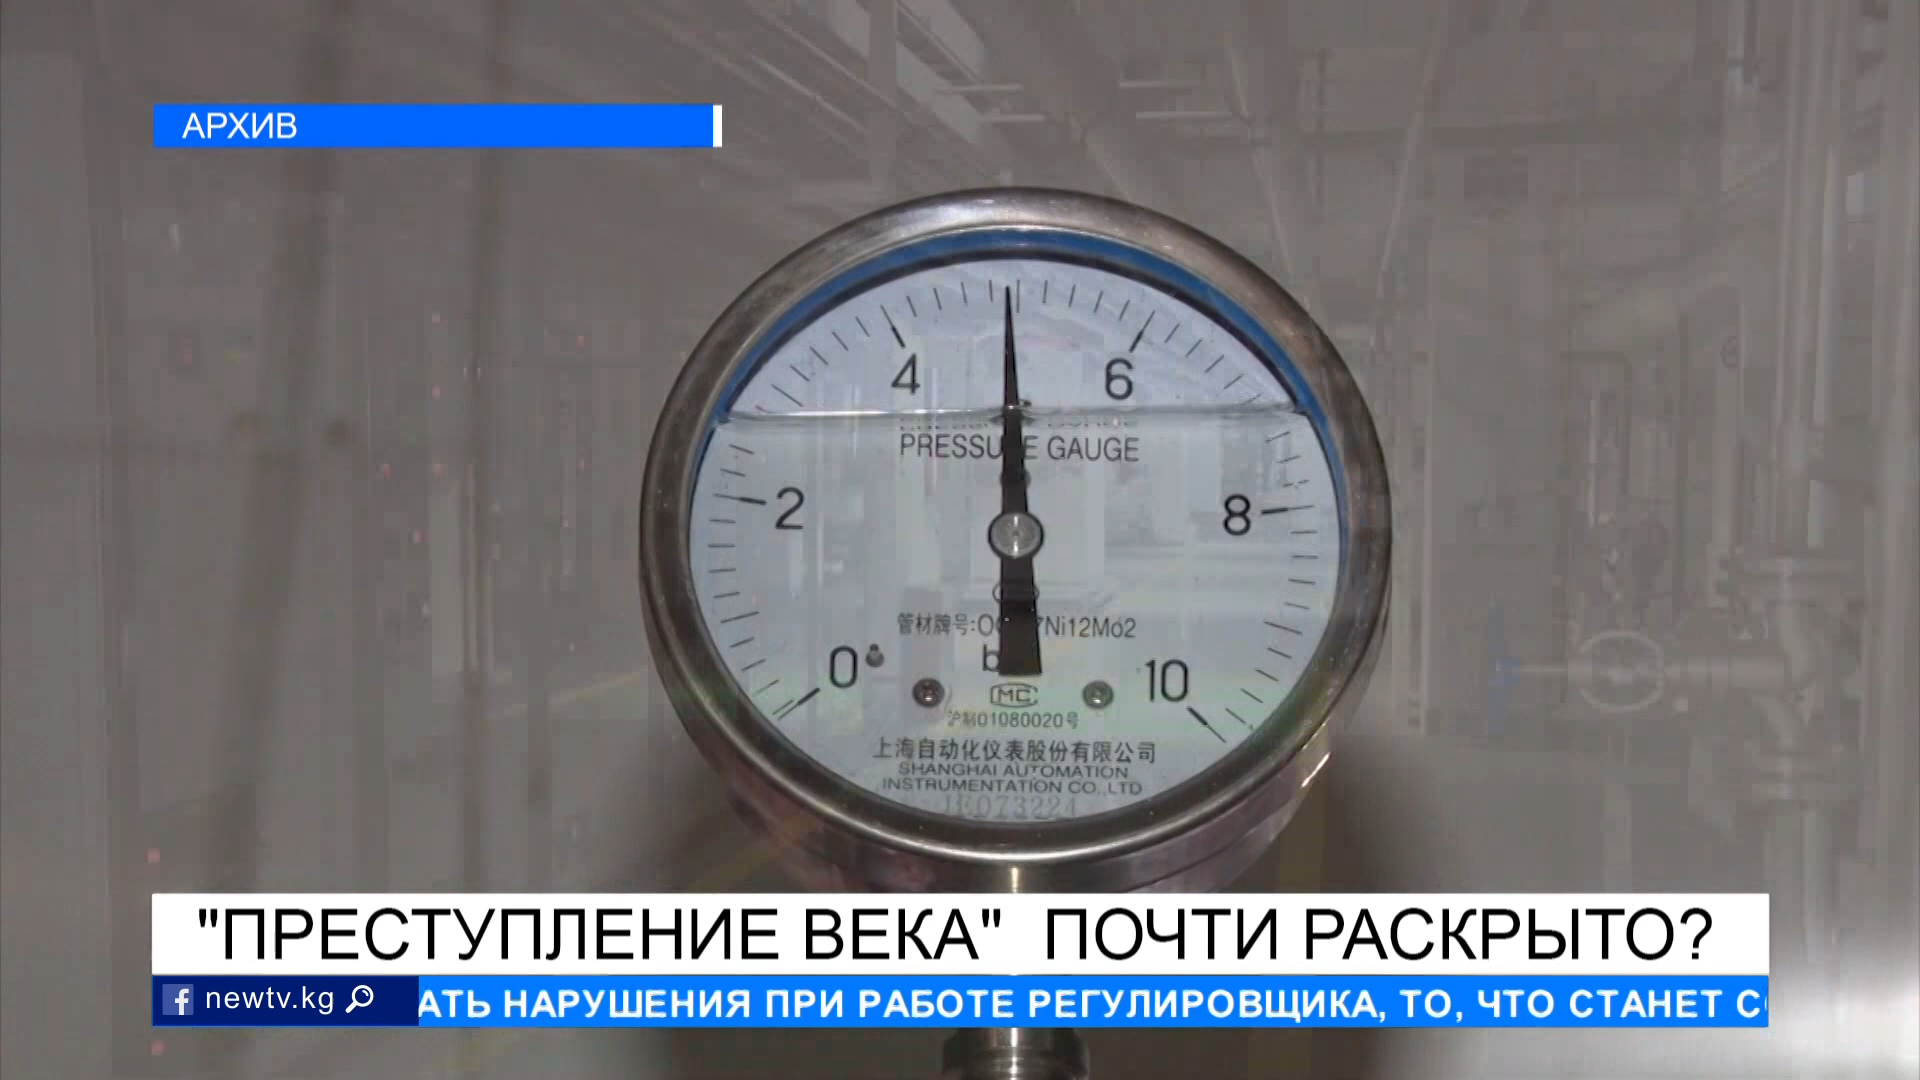 АРХИВ
4
6
PRESSURE GAUGE
2
8
管材牌号:
Ni12Mo2
0
10
MC
沪制01080020号
上海自动化仪表股份有限公司
SHANGHAI AUTOMATION
INSTRUMENTATION CO.,LTD
"ПРЕСТУПЛЕНИЕ ВЕКА" ПОЧТИ РАСКРЫТО?
newtv.kg
НАРУШЕНИЯ ПРИ РАБОТЕ РЕГУЛИРОВЩИКА, ТО, ЧТО СТАНЕТ